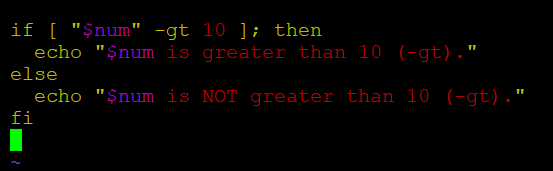 if [ "$num" -gt 10 ]; then
  echo "$num is greater than 10 (-gt)."
else
  echo "$num is NOT greater than 10 (-gt)."
fi
~